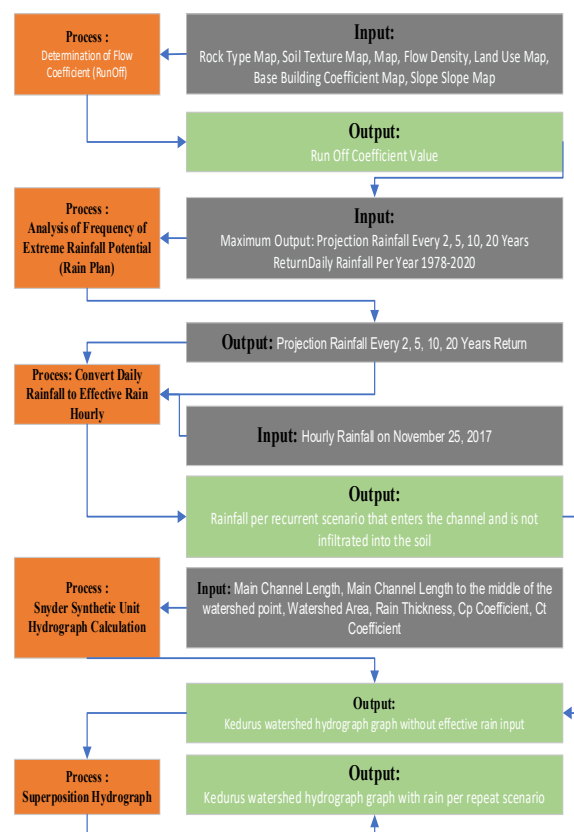 Process :
Determination of Flow
Coefficient (RunOff)
Input:
Rock Type Map, Soil Texture Map, Map, Flow Density, Land Use Map,
Base Building Coefficient Map, Slope Slope Map
Output:
Run Off Coefficient Value
Process :
Analysis of Frequency of
Extreme Rainfall Potential
(Rain Plan)
Input:
Maximum Output: Projection Rainfall Every 2, 5, 10, 20 Years
ReturnDaily Rainfall Per Year 1978-2020
Output: Projection Rainfall Every 2, 5, 10, 20 Years Return
Process: Convert Daily
Rainfall to Effective Rain
Hourly
Input: Hourly Rainfall on November 25, 2017
Output:
Rainfall per recurrent scenario that enters the channel and is not
infiltrated into the soil
Process :
Snyder Synthetic Unit
Hydrograph Calculation
Input: Main Channel Length, Main Channel Length to the middle of the
watershed point, Watershed Area, Rain Thickness, Cp Coefficient, Ct
Coefficient
Output:
Kedurus watershed hydrograph graph without effective rain input
Process :
Superposition Hydrograph
Output:
Kedurus watershed hydrograph graph with rain per repeat scenario